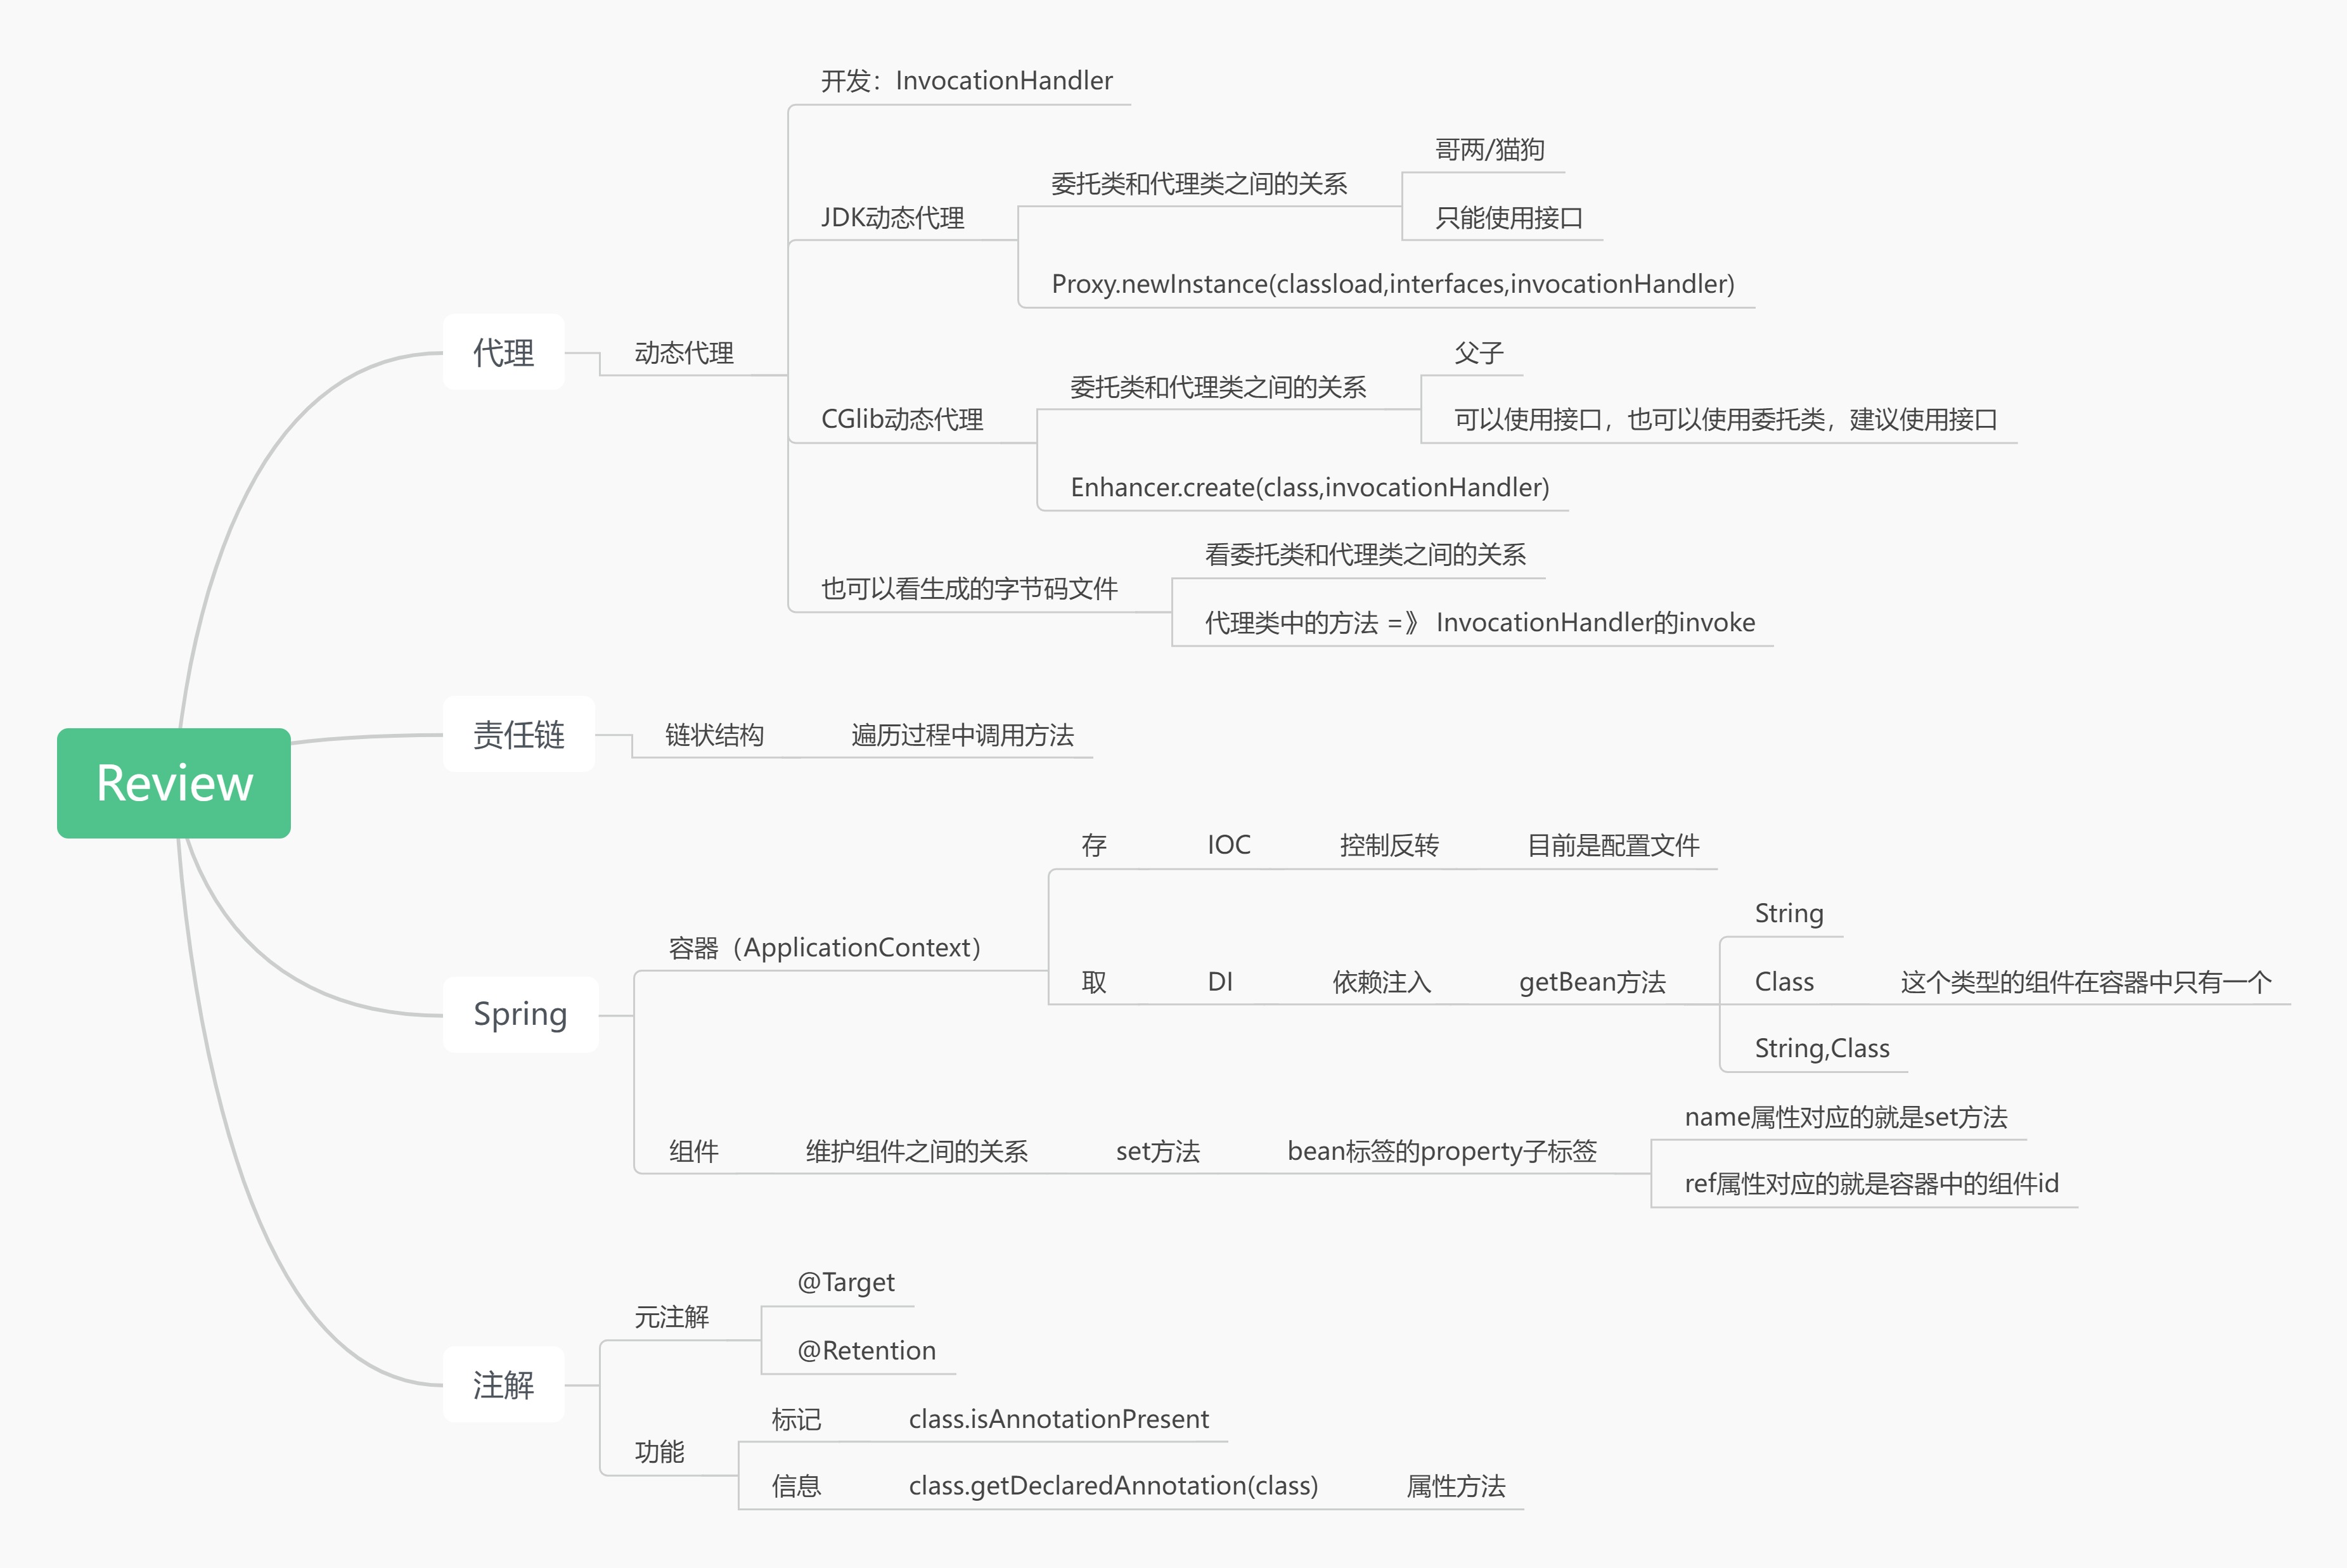 Review
代理
动态代理
开发：InvocationHandler
JDK动态代理
委托类和代理类之间的关系
哥两/猫狗
只能使用接口
Proxy.newInstance(classload,interfaces,invocationHandler)
CGlib动态代理
委托类和代理类之间的关系
父子
可以使用接口，也可以使用委托类，建议使用接口
Enhancer.create(class,invocationHandler)
也可以看生成的字节码文件
看委托类和代理类之间的关系
代理类中的方法 =》 InvocationHandler的invoke
责任链
链状结构
遍历过程中调用方法
Spring
容器（ApplicationContext）
存
IOC
控制反转
目前是配置文件
取
DI
依赖注入
getBean方法
String
Class
这个类型的组件在容器中只有一个
String,Class
组件
维护组件之间的关系
set方法
bean标签的property子标签
name属性对应的就是set方法
ref属性对应的就是容器中的组件id
注解
元注解
@Target
@Retention
功能
标记
class.isAnnotationPresent
信息
class.getDeclaredAnnotation(class)
属性方法